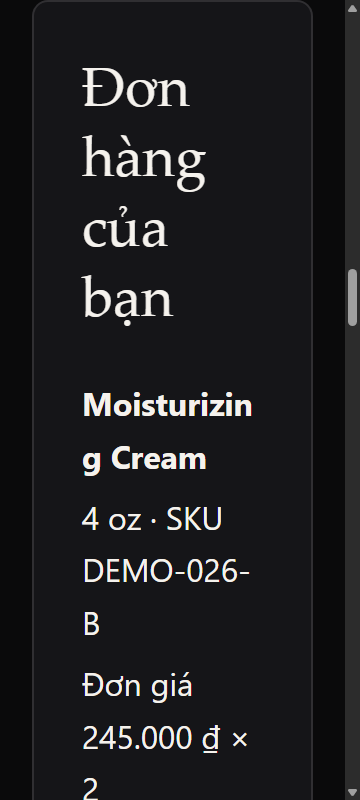 Đơn
hàng
của
bạn
Moisturizin
g Cream
4 oz · SKU
DEMO-026-
B
Đơn giá
245.000 ₫ ×
2